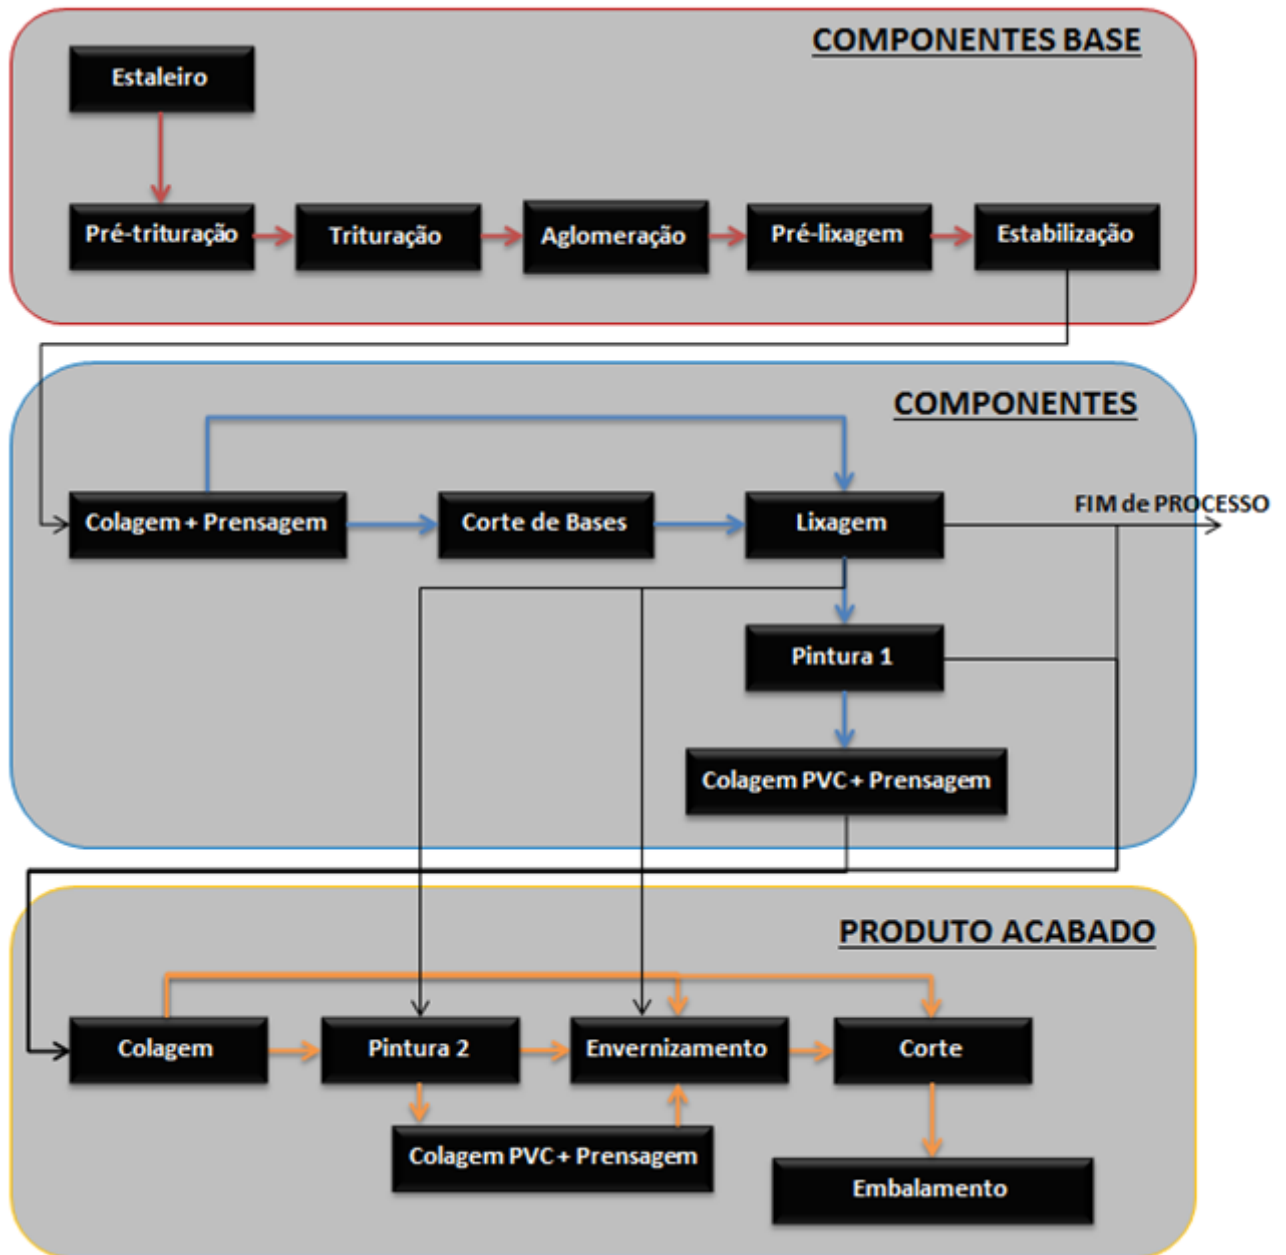 COMPONENTES BASE
Estaleiro
Pré-trituração
Trituração
Aglomeração
Pré-lixagem
Estabilização
COMPONENTES
Colagem + Prensagem
Corte de Bases
Lixagem
FIM de PROCESSO
Pintura 1
Colagem PVC + Prensagem
PRODUTO ACABADO
Colagem
Pintura 2
Envernizamento
Corte
Colagem PVC + Prensagem
Embalamento